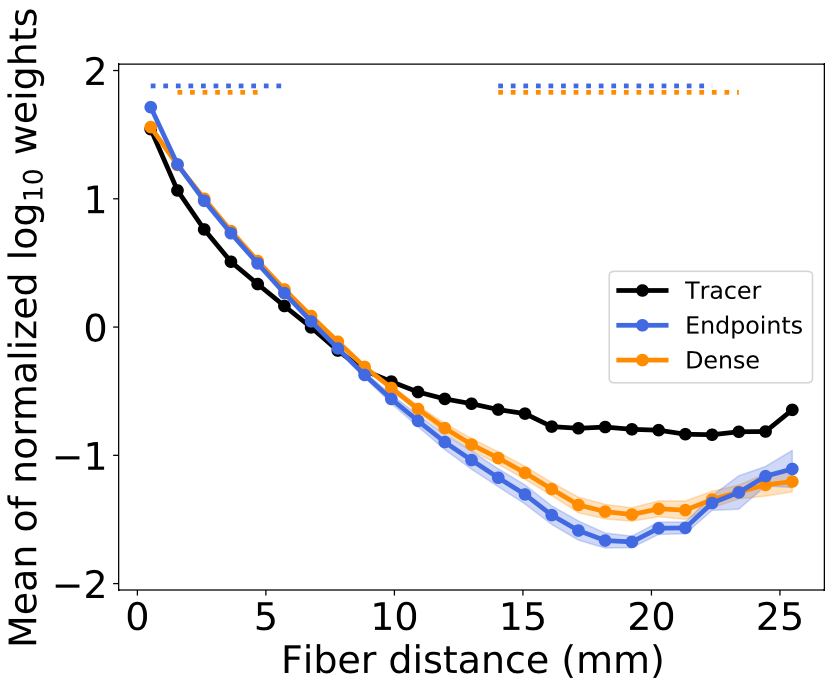 Mean of normalized log10 weights
2
1
0
−1
−2
Tracer
Endpoints
Dense
0 5 10 15 20 25
Fiber distance (mm)